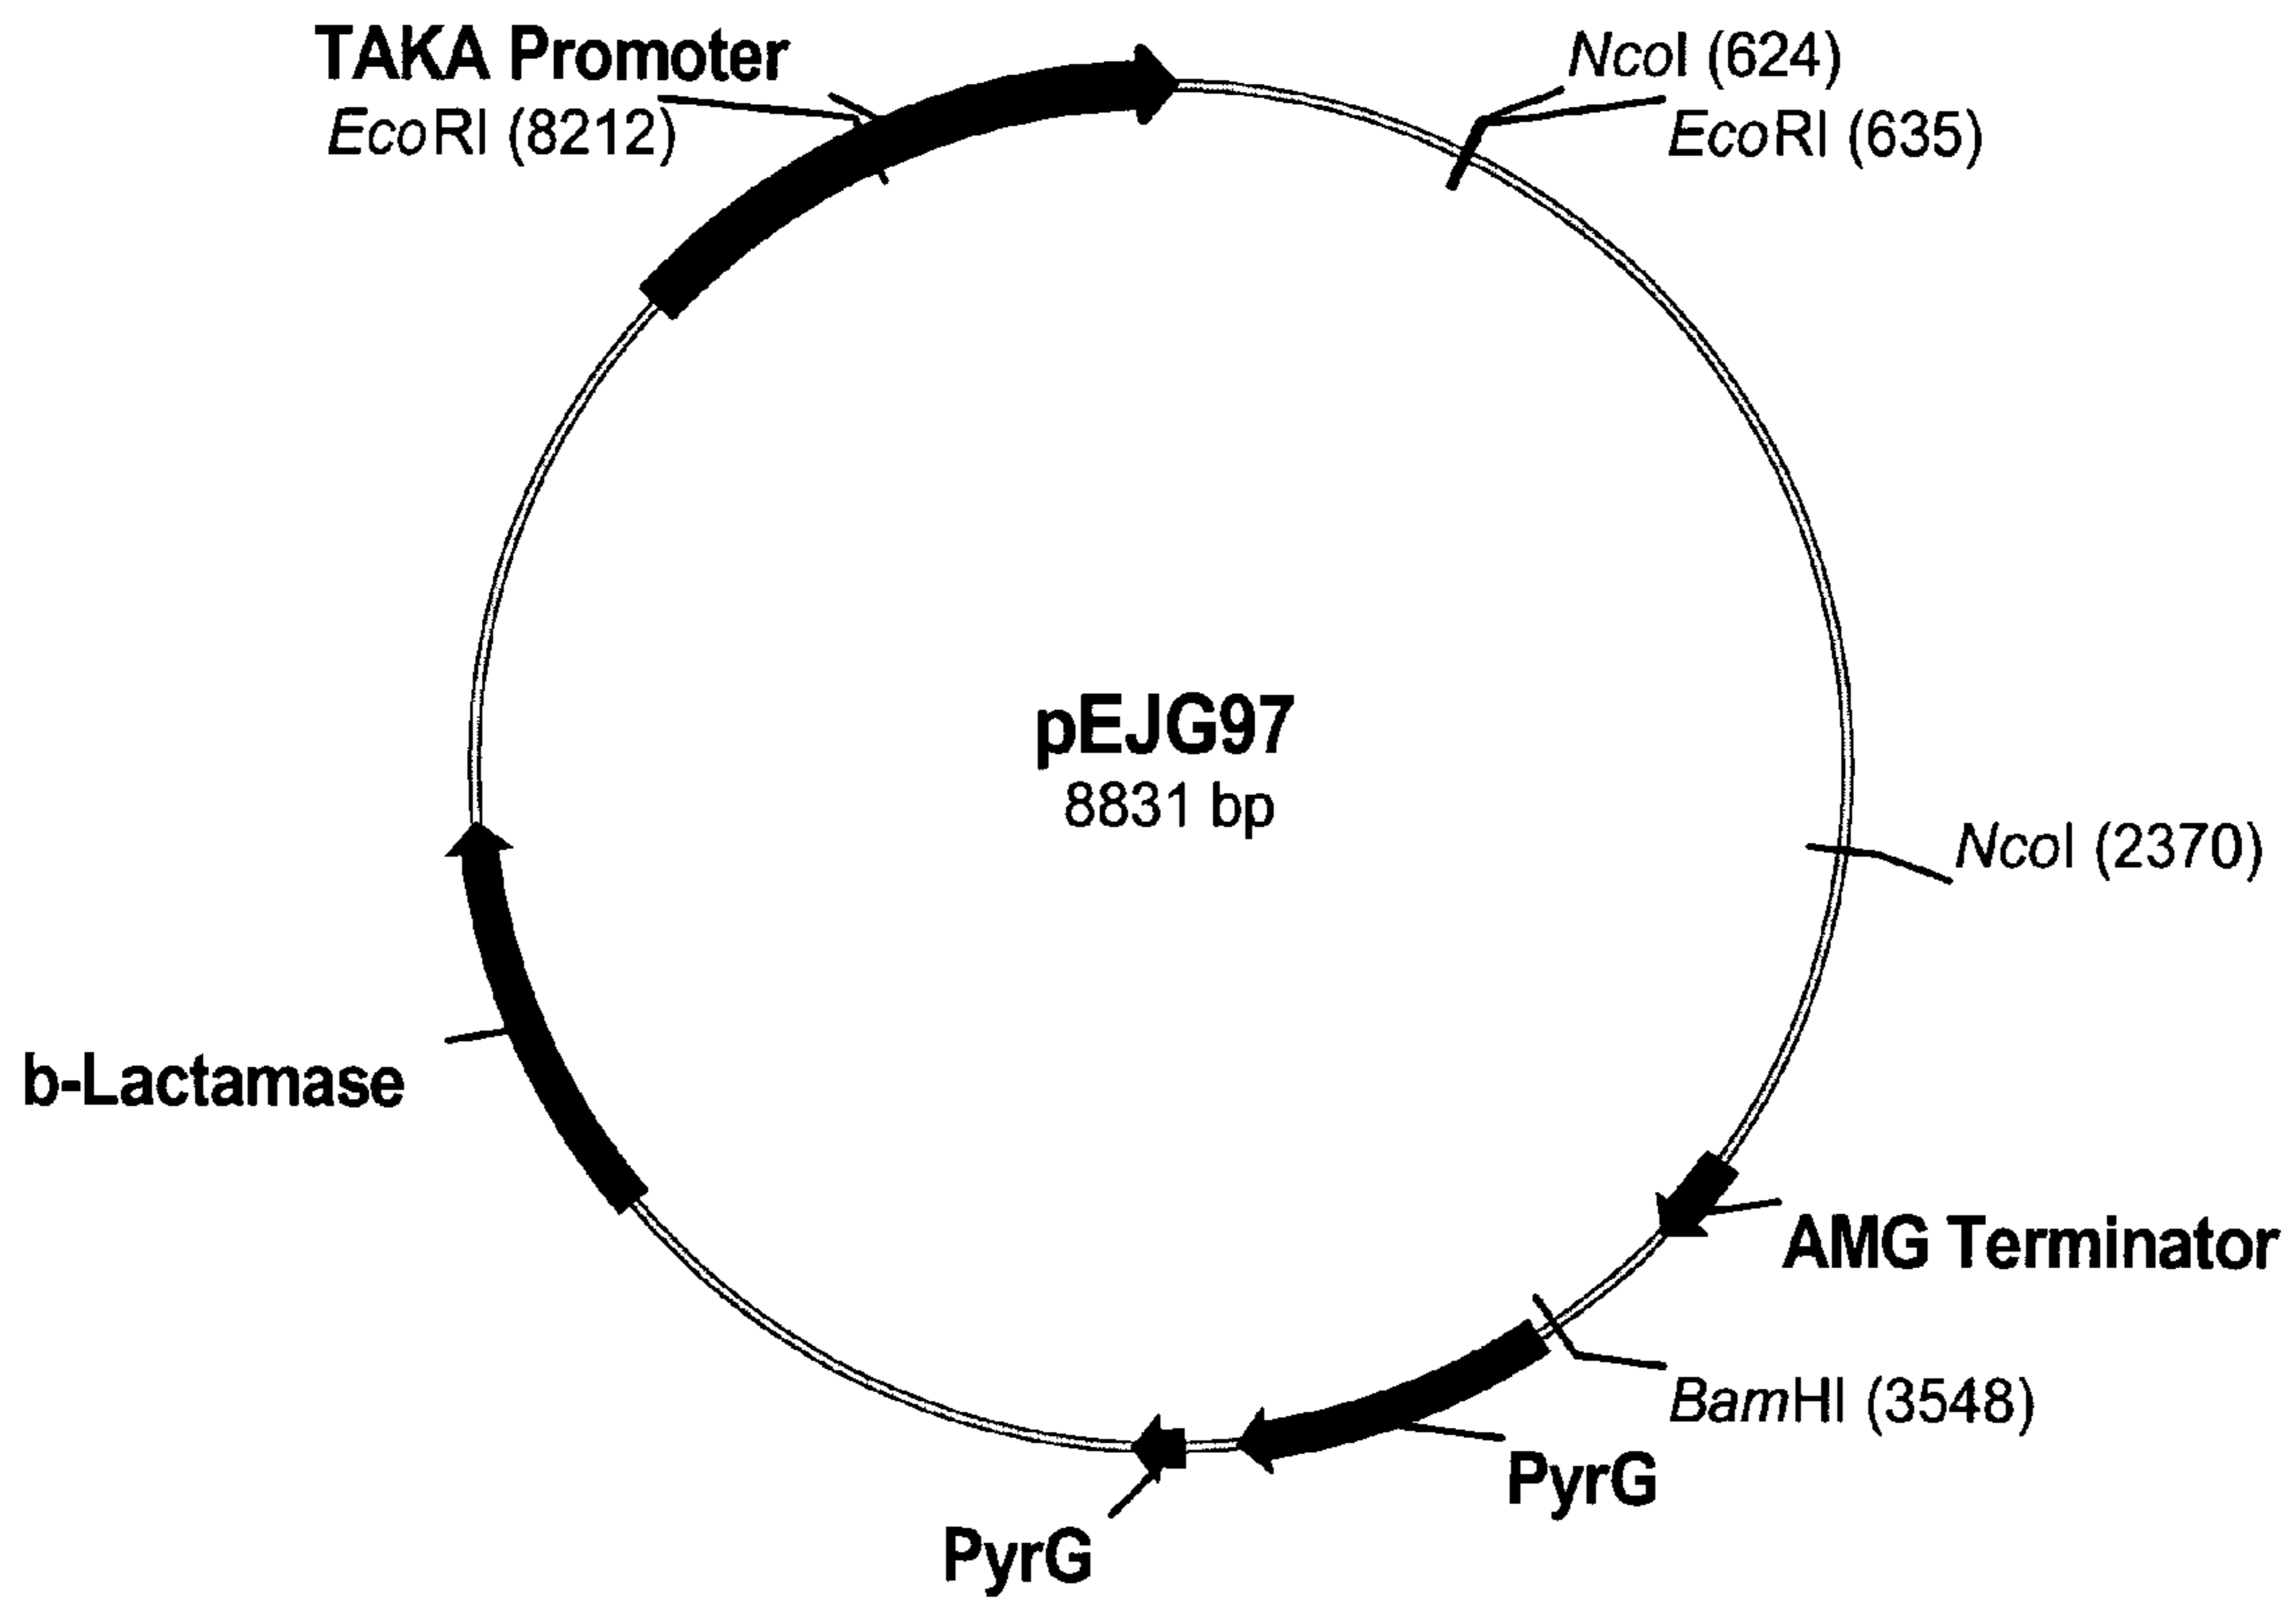 TAKA Promoter
EcoRI (8212)
NcoI (624)
EcoRI (635)
pEJG97
8831 bp
NcoI (2370)
b-Lactamase
AMG Terminator
BamHI (3548)
PyrG
PyrG